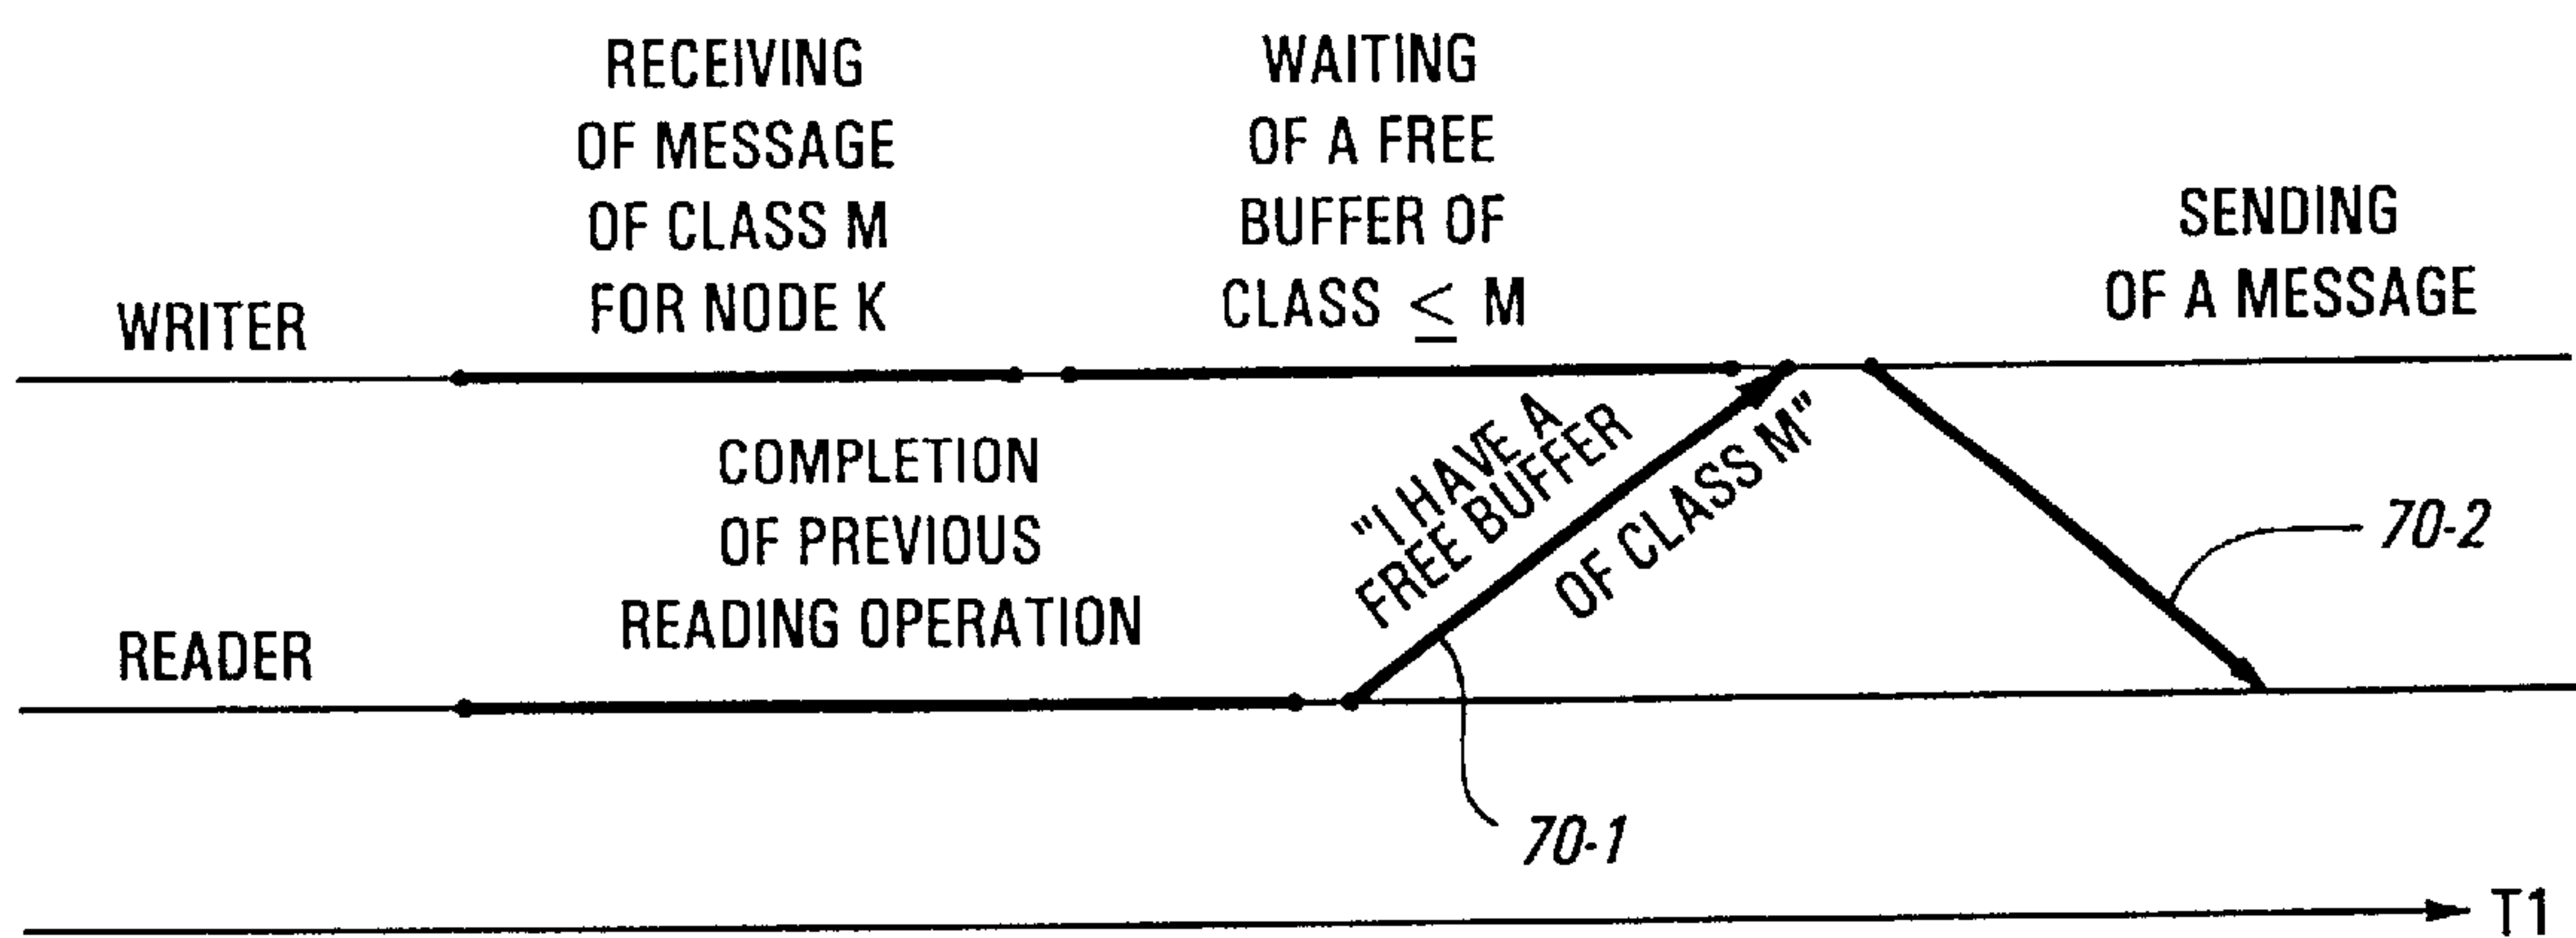 RECEIVING
OF MESSAGE
OF CLASS M
FOR NODE K
WAITING
OF A FREE
BUFFER OF
CLASS ≤ M
SENDING
OF A MESSAGE
WRITER
COMPLETION
OF PREVIOUS
READING OPERATION
"I HAVE A
FREE BUFFER
OF CLASS M"
70-2
READER
70-1
T1